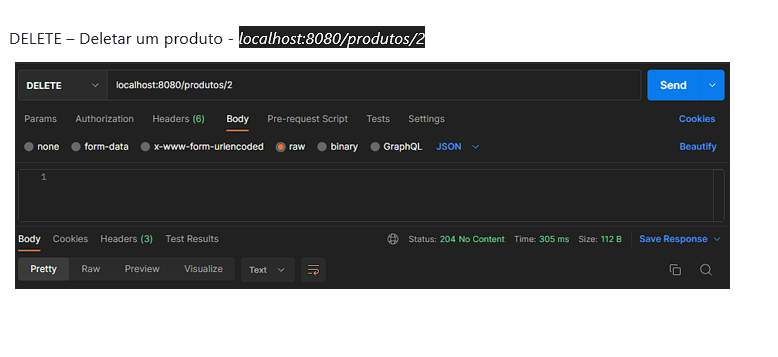 DELETE – Deletar um produto - localhost:8080/produtos/2
DELETE localhost:8080/produtos/2 Send
Params Authorization Headers (6) Body Pre-request Script Tests Settings Cookies
none form-data x-www-form-urlencoded raw binary GraphQL JSON Beautify
1
Body Cookies Headers (3) Test Results Status: 204 No Content Time: 305 ms Size: 112 B Save Response
Pretty Raw Preview Visualize Text